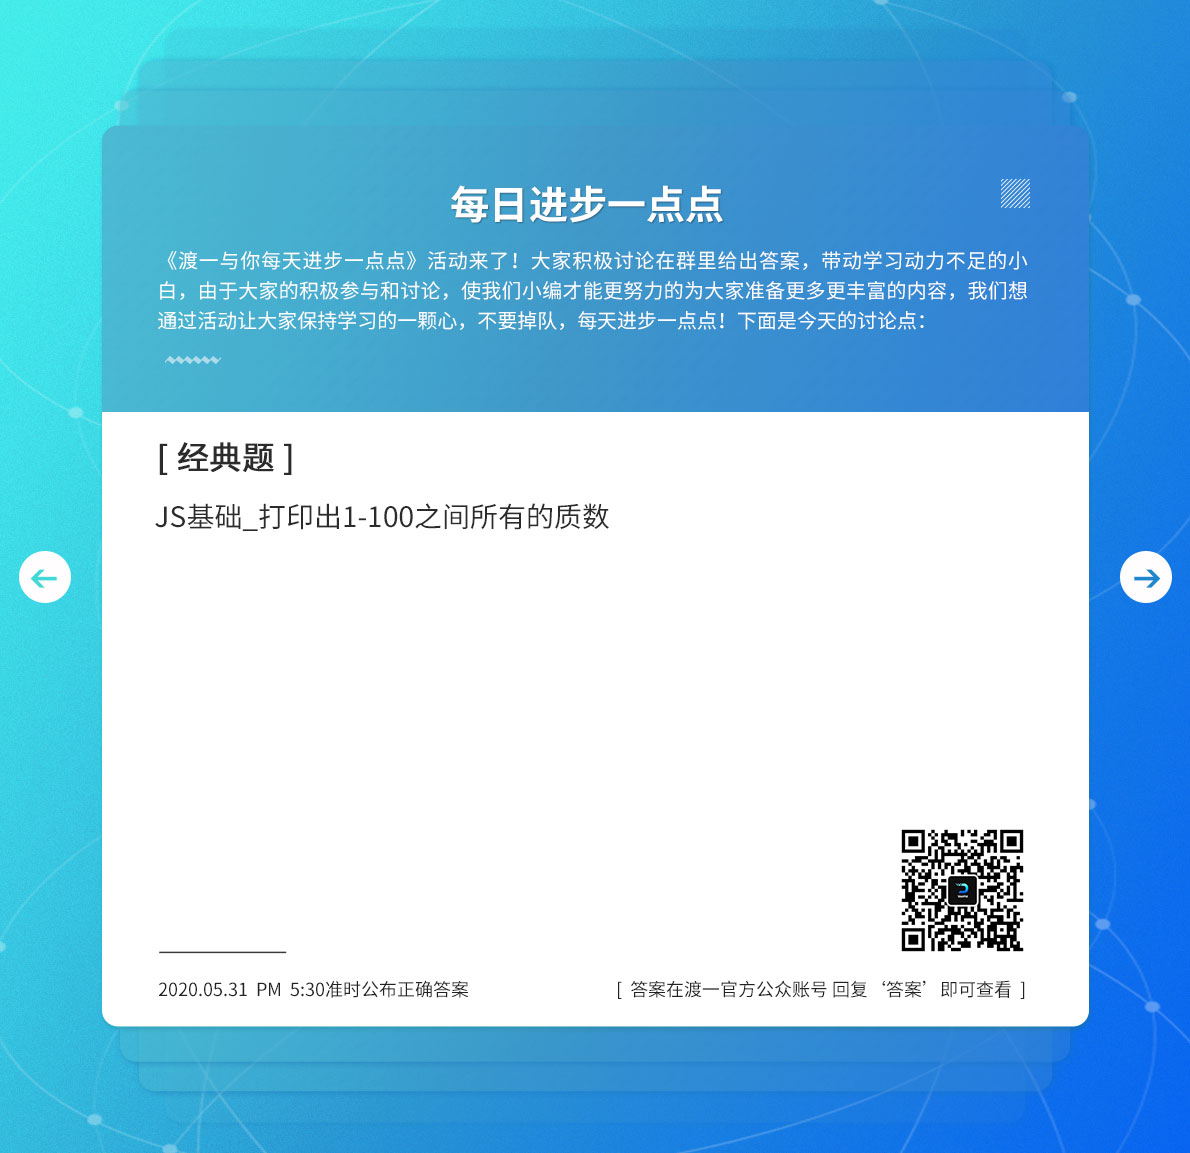 每日进步一点点
《渡一与你每天进步一点点》活动来了！大家积极讨论在群里给出答案，带动学习动力不足的小
白，由于大家的积极参与和讨论，使我们小编才能更努力的为大家准备更多更丰富的内容，我们想
通过活动让大家保持学习的一颗心，不要掉队，每天进步一点点！下面是今天的讨论点：
[ 经典题 ]
JS基础_打印出1-100之间所有的质数
2020.05.31 PM 5:30准时公布正确答案
[ 答案在渡一官方公众账号 回复‘答案’即可查看 ]